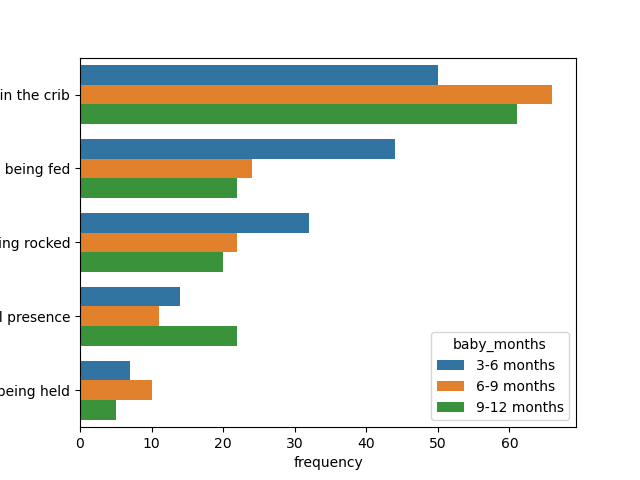 in the crib
being fed
rocked
presence
being held
0 10 20 30 40 50 60
frequency
baby_months
3-6 months
6-9 months
9-12 months